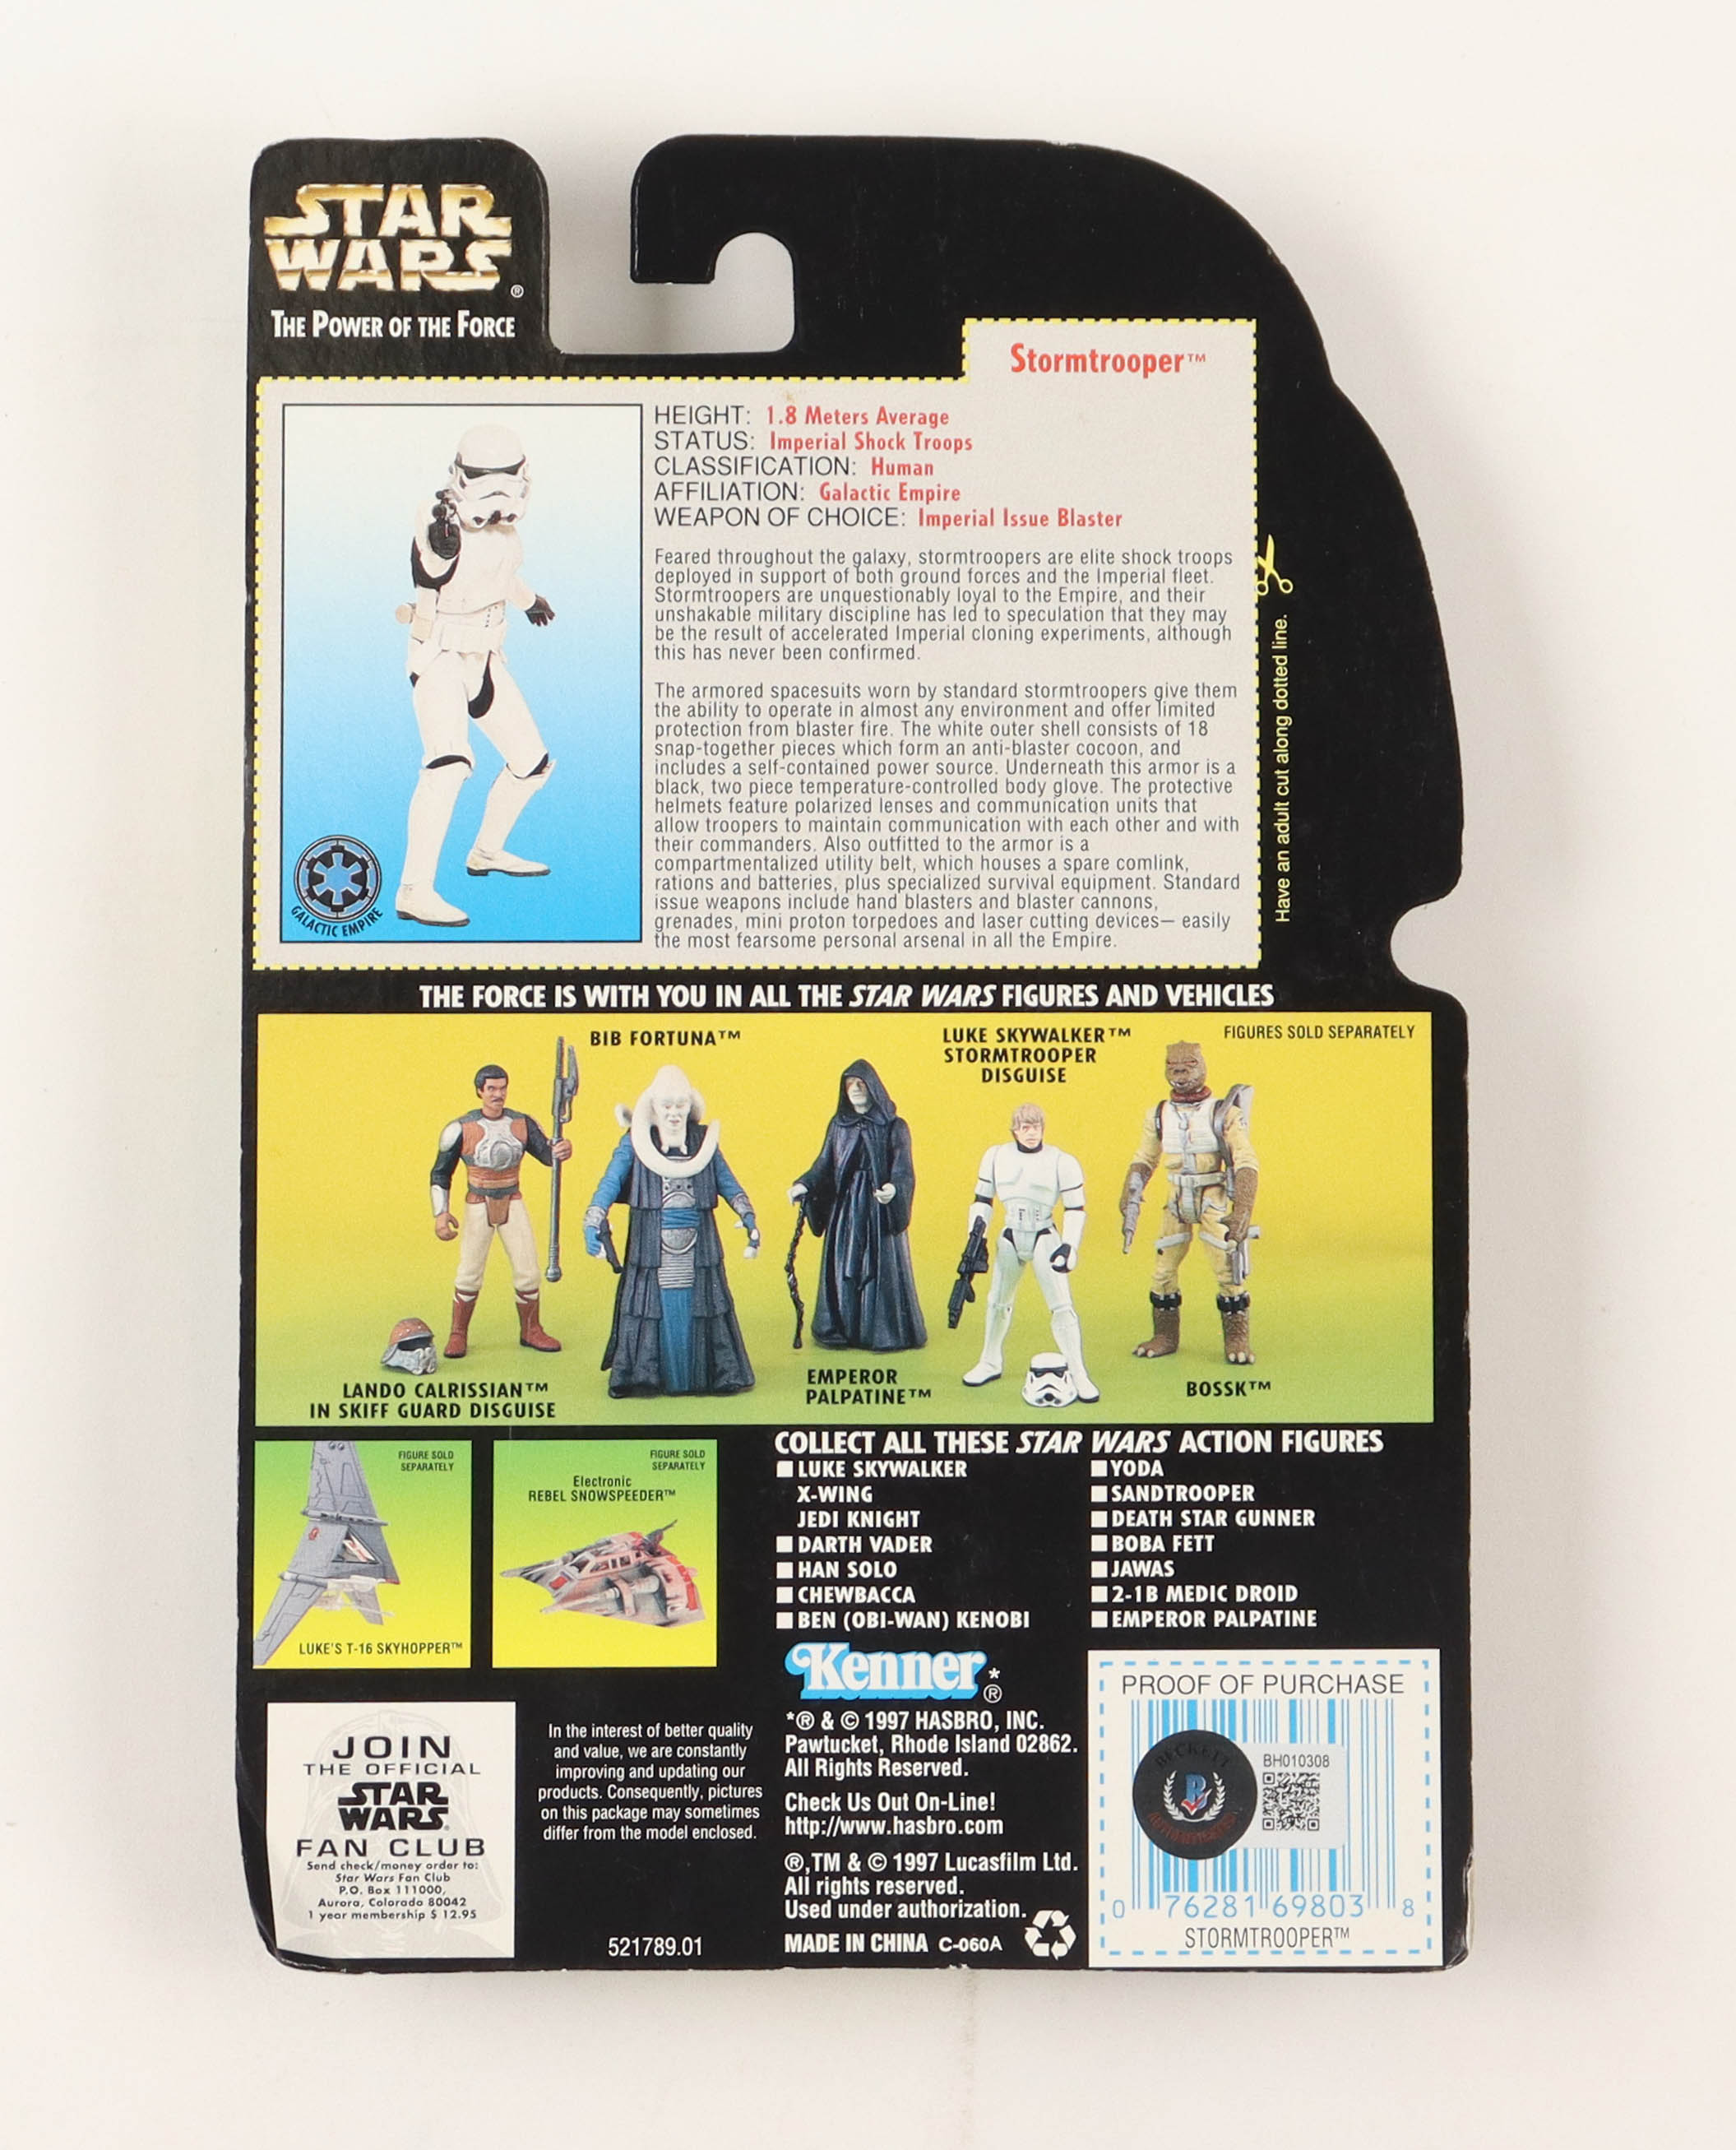 STAR
WARS®
THE POWER OF THE FORCE
Stormtrooper™
HEIGHT: 1.8 Meters Average
STATUS: Imperial Shock Troops
CLASSIFICATION: Human
AFFILIATION: Galactic Empire
WEAPON OF CHOICE: Imperial Issue Blaster
Feared throughout the galaxy, stormtroopers are elite shock troops
deployed in support of both ground forces and the Imperial fleet.
Stormtroopers are unquestionably loyal to the Empire, and their
unshakable military discipline has led to speculation that they may
be the result of accelerated Imperial cloning experiments, although
this has never been confirmed.
The armored spacesuits worn by standard stormtroopers give them
the ability to operate in almost any environment and offer limited
protection from blaster fire. The white outer shell consists of 18
snap-together pieces which form an anti-blaster cocoon, and
includes a self-contained power source. Underneath this armor is a
black, two piece temperature-controlled body glove. The protective
helmets feature polarized lenses and communication units that
allow troopers to maintain communication with each other and with
their commanders. Also outfitted to the armor is a
compartmentalized utility belt, which houses a spare comlink,
rations and batteries, plus specialized survival equipment. Standard
issue weapons include hand blasters and blaster cannons,
grenades, mini proton torpedoes and laser cutting devices— easily
the most fearsome personal arsenal in all the Empire.
GALACTIC EMPIRE
Have an adult cut along dotted line.
THE FORCE IS WITH YOU IN ALL THE STAR WARS FIGURES AND VEHICLES
BIB FORTUNA™
LUKE SKYWALKER™
STORMTROOPER
DISGUISE
FIGURES SOLD SEPARATELY
LANDO CALRISSIAN™
IN SKIFF GUARD DISGUISE
EMPEROR
PALPATINE™
BOSSK™
FIGURE SOLD
SEPARATELY
LUKE'S T-16 SKYHOPPER™
FIGURE SOLD
SEPARATELY
Electronic
REBEL SNOWSPEEDER™
COLLECT ALL THESE STAR WARS ACTION FIGURES
LUKE SKYWALKER
X-WING
JEDI KNIGHT
DARTH VADER
HAN SOLO
CHEWBACCA
BEN (OBI-WAN) KENOBI
YODA
SANDTROOPER
DEATH STAR GUNNER
BOBA FETT
JAWAS
2-1B MEDIC DROID
EMPEROR PALPATINE
JOIN
THE OFFICIAL
STAR
WARS®
FAN CLUB
Send check/money order to:
Star Wars Fan Club
P.O. Box 111000,
Aurora, Colorado 80042
1 year membership $ 12.95
In the interest of better quality
and value, we are constantly
improving and updating our
products. Consequently, pictures
on this package may sometimes
differ from the model enclosed.
521789.01
Kenner*®
*® & © 1997 HASBRO, INC.
Pawtucket, Rhode Island 02862.
All Rights Reserved.
Check Us Out On-Line!
http://www.hasbro.com
®,TM & © 1997 Lucasfilm Ltd.
All rights reserved.
Used under authorization.
MADE IN CHINA C-060A
PROOF OF PURCHASE
BECKETT
B
AUTHENTICATED
BH010308
0 76281 69803 8
STORMTROOPER™